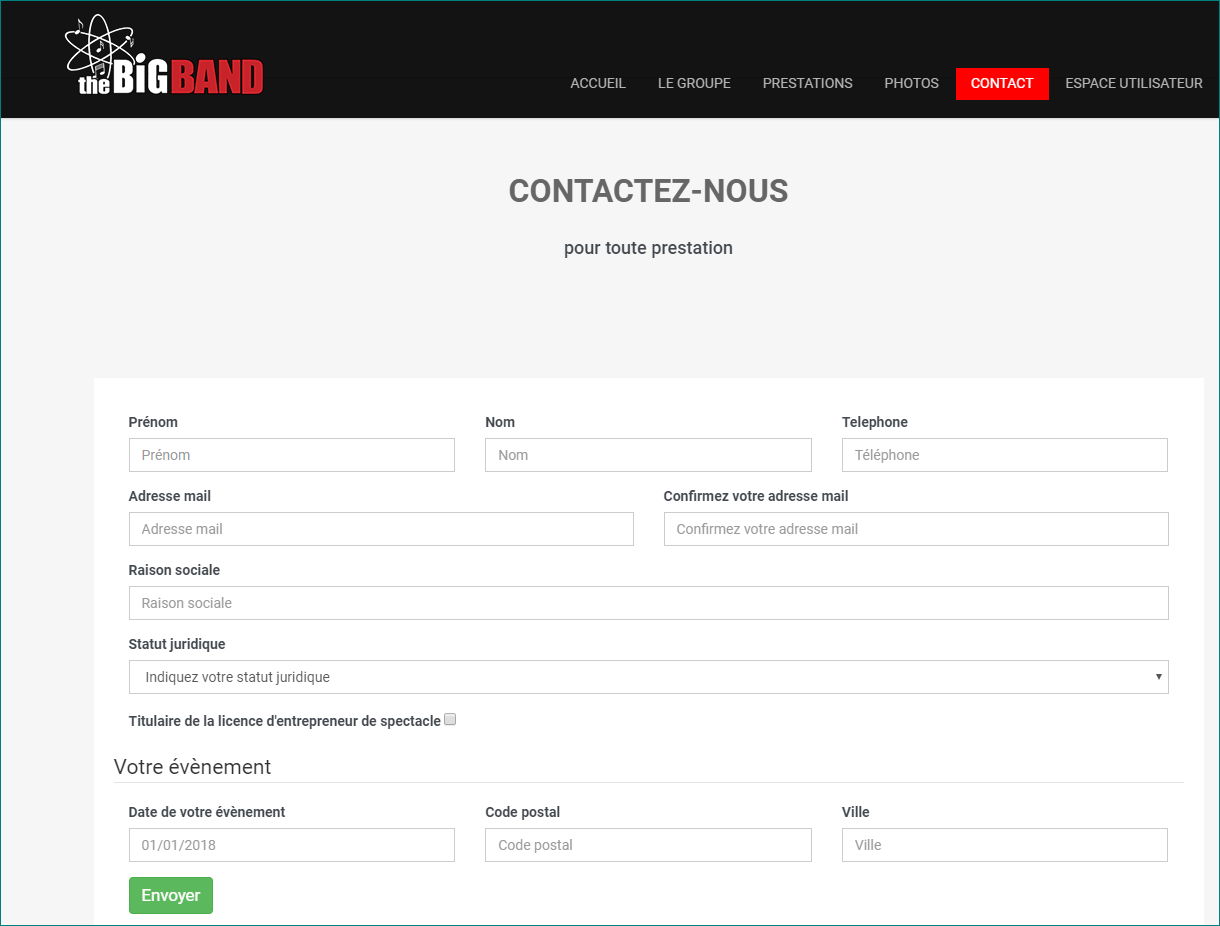 theBiGBAND
ACCUEIL LE GROUPE PRESTATIONS PHOTOS CONTACT ESPACE UTILISATEUR
CONTACTEZ-NOUS
pour toute prestation
Prénom Nom Telephone
Prénom Nom Téléphone
Adresse mail Confirmez votre adresse mail
Adresse mail Confirmez votre adresse mail
Raison sociale
Raison sociale
Statut juridique
Indiquez votre statut juridique
Titulaire de la licence d'entrepreneur de spectacle
Votre évènement
Date de votre évènement Code postal Ville
01/01/2018 Code postal Ville
Envoyer